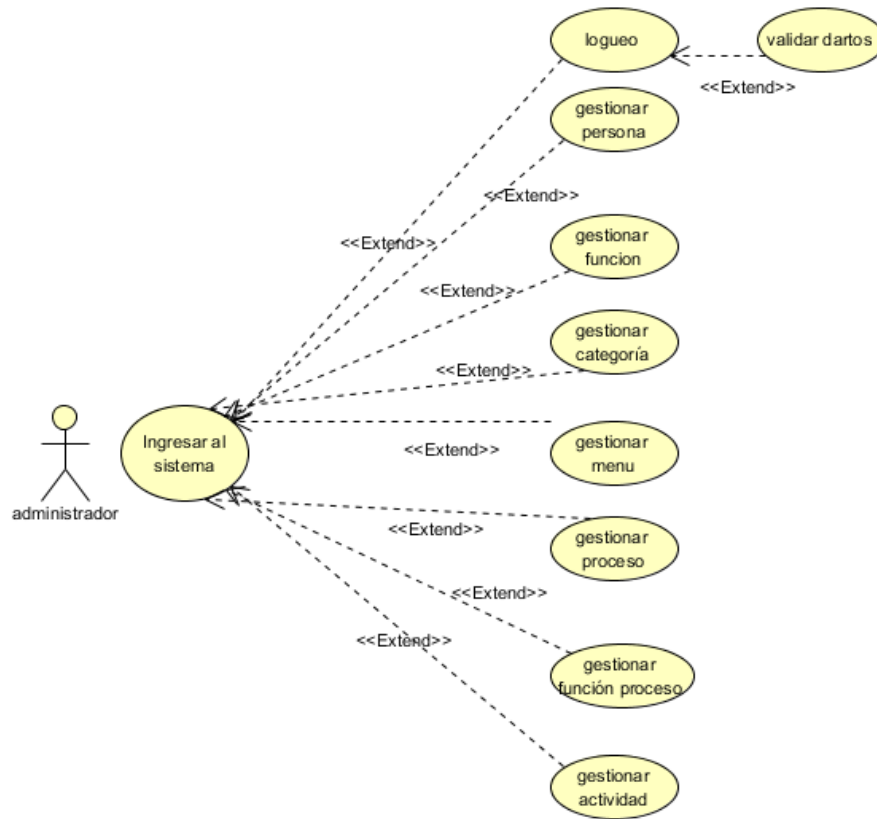 logueo
validar dartos
<<Extend>>
gestionar
persona
<<Extend>>
<<Extend>>
gestionar
funcion
<<Extend>>
gestionar
categoría
<<Extend>>
Ingresar al
sistema
administrador
<<Extend>>
gestionar
menu
<<Extend>>
gestionar
proceso
<<Extend>>
gestionar
función proceso
<<Extend>>
gestionar
actividad